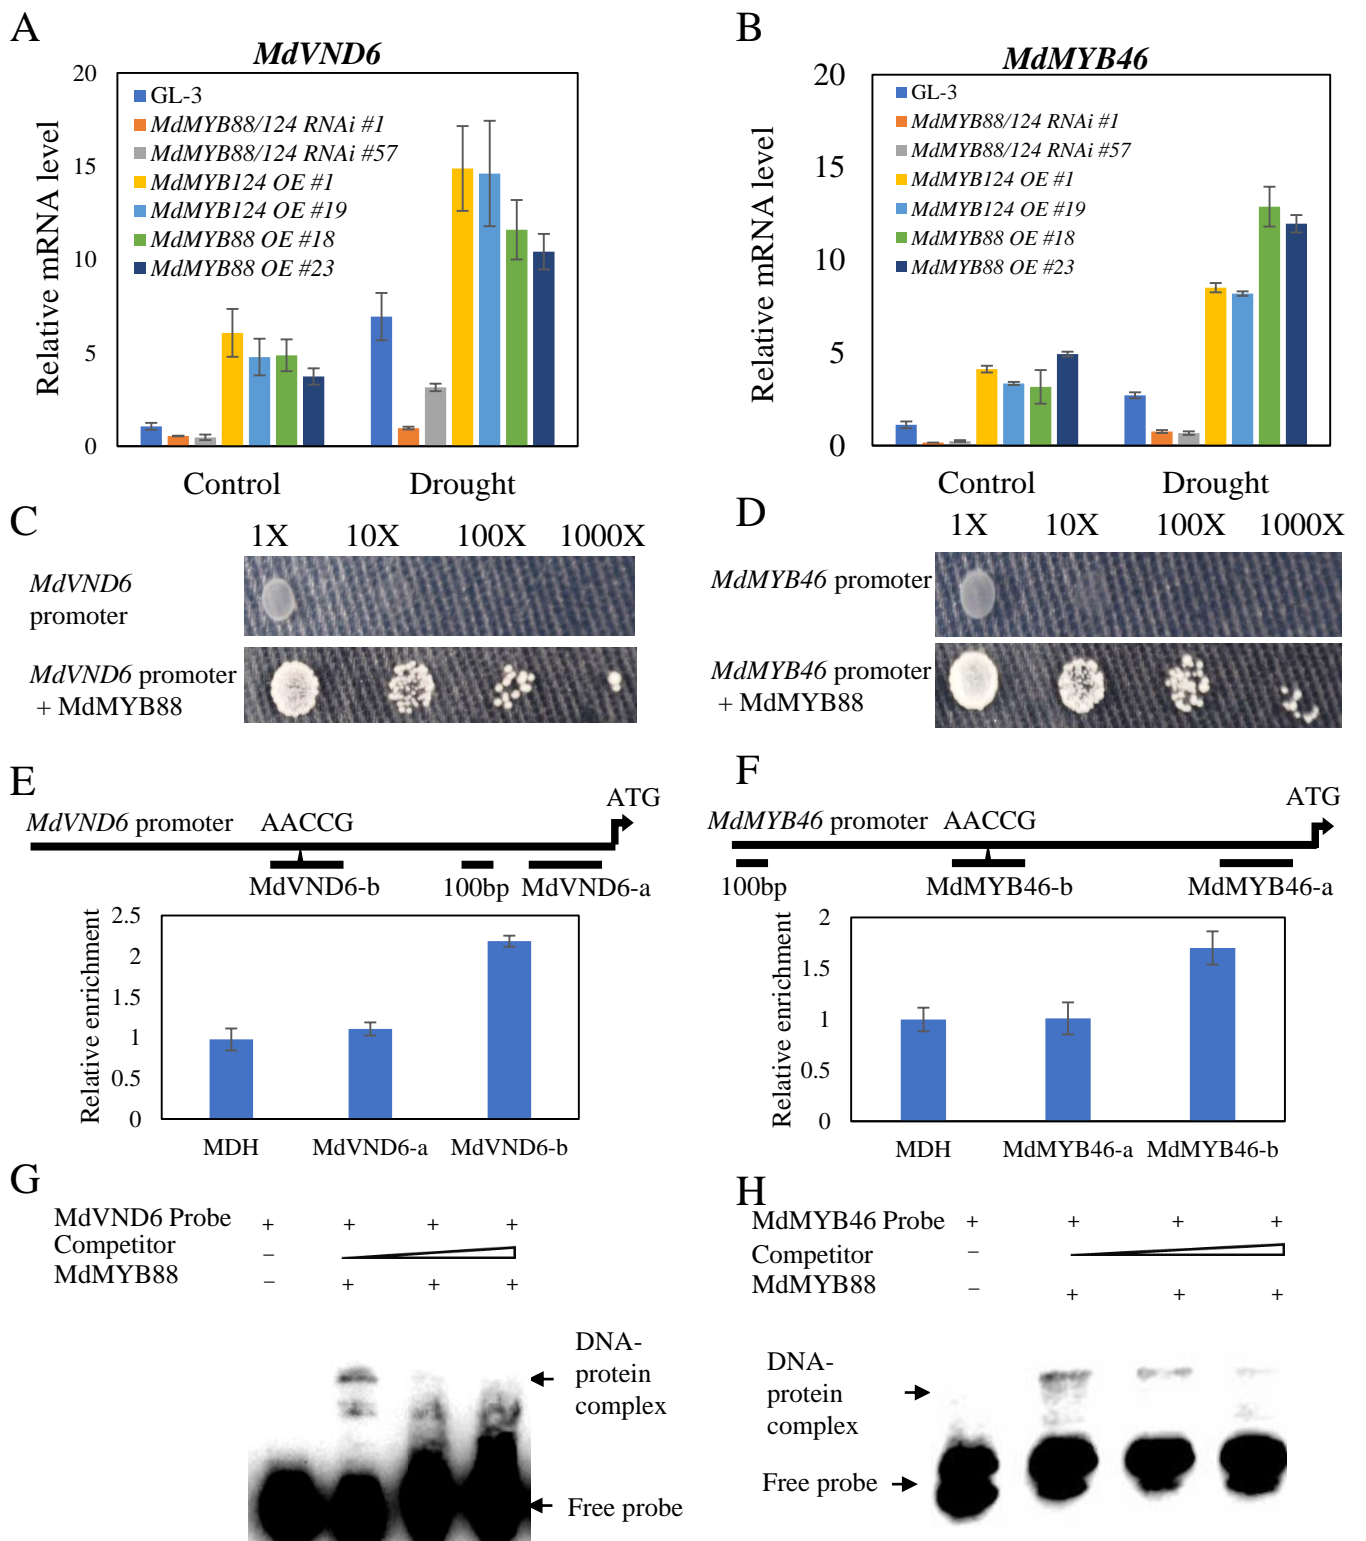 A
MdVND6
Relative mRNA level
20
15
10
5
0
GL-3
MdMYB88/124 RNAi #1
MdMYB88/124 RNAi #57
MdMYB124 OE #1
MdMYB124 OE #19
MdMYB88 OE #18
MdMYB88 OE #23
Control
Drought
B
MdMYB46
Relative mRNA level
20
15
10
5
0
GL-3
MdMYB88/124 RNAi #1
MdMYB88/124 RNAi #57
MdMYB124 OE #1
MdMYB124 OE #19
MdMYB88 OE #18
MdMYB88 OE #23
Control
Drought
C
1X 10X 100X 1000X
MdVND6
promoter
MdVND6 promoter
+ MdMYB88
D
1X 10X 100X 1000X
MdMYB46 promoter
MdMYB46 promoter
+ MdMYB88
E
ATG
MdVND6 promoter AACCG
MdVND6-b 100bp MdVND6-a
Relative enrichment
2.5
2
1.5
1
0.5
0
MDH MdVND6-a MdVND6-b
F
ATG
MdMYB46 promoter AACCG
100bp MdMYB46-b MdMYB46-a
Relative enrichment
2
1.5
1
0.5
0
MDH MdMYB46-a MdMYB46-b
G
MdVND6 Probe + + + +
Competitor −
MdMYB88 − + + +
DNA-
protein
complex
Free probe
H
MdMYB46 Probe + + + +
Competitor −
MdMYB88 − + + +
DNA-
protein
complex
Free probe